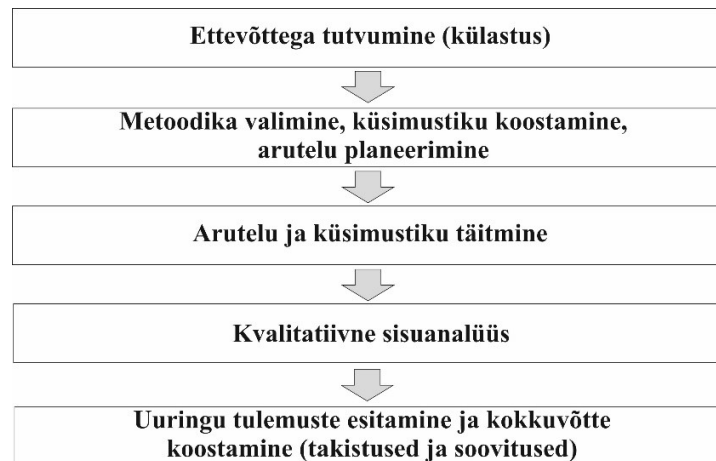 Ettevõttega tutvumine (külastus)
Metoodika valimine, küsimustiku koostamine,
arutelu planeerimine
Arutelu ja küsimustiku täitmine
Kvalitatiivne sisuanalüüs
Uuringu tulemuste esitamine ja kokkuvõtte
koostamine (takistused ja soovitused)